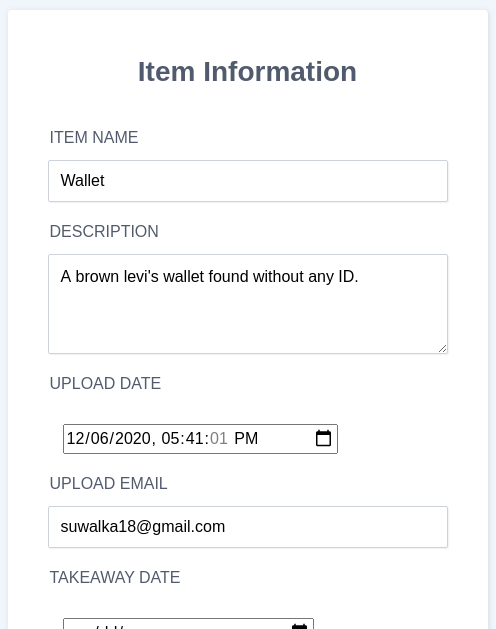 Item Information
ITEM NAME
Wallet
DESCRIPTION
A brown levi's wallet found without any ID.
UPLOAD DATE
12/06/2020, 05:41:01 PM
UPLOAD EMAIL
suwalka18@gmail.com
TAKEAWAY DATE